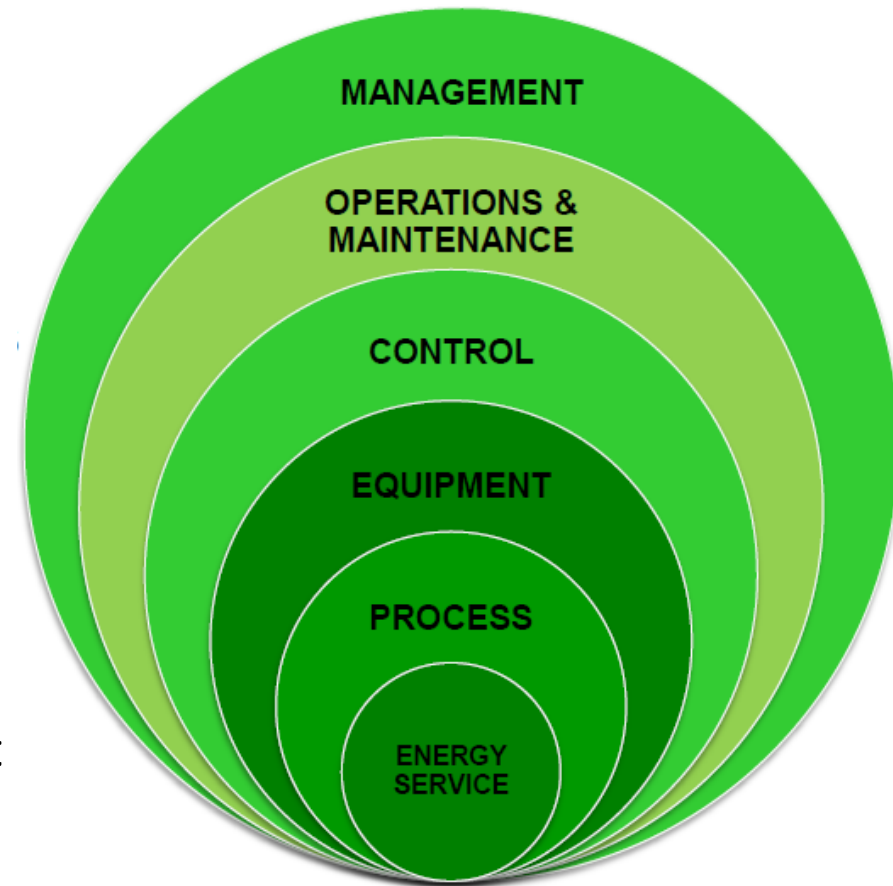 MANAGEMENT
OPERATIONS &
MAINTENANCE
CONTROL
EQUIPMENT
PROCESS
ENERGY
SERVICE